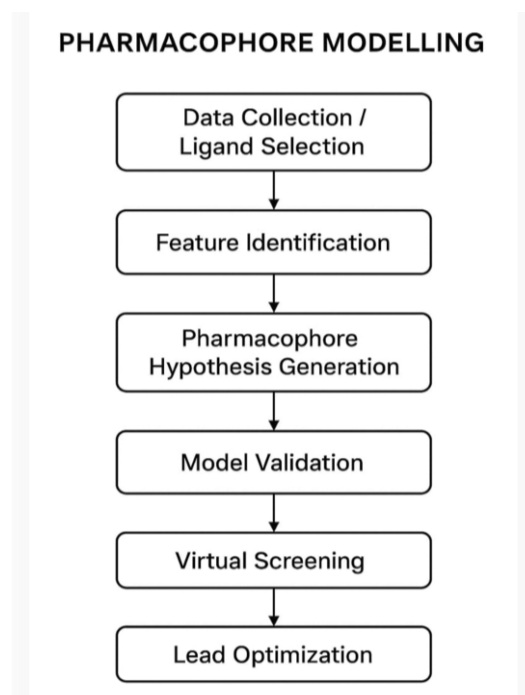 PHARMACOPHORE MODELLING
Data Collection /
Ligand Selection
Feature Identification
Pharmacophore
Hypothesis Generation
Model Validation
Virtual Screening
Lead Optimization